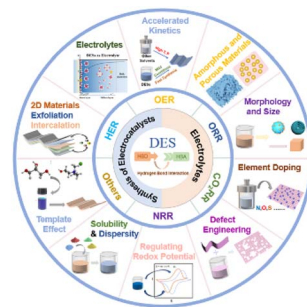 Accelerated
Kinetics
Electrolytes
Amorphous and
Porous Materials
2D Materials
Exfoliation
Intercalation
HER
OER
ORR
Morphology
and Size
DES
HBD
HBA
Hydrogen Bond Interaction
Synthesis of Electrocatalysts
Electrolytes
Element Doping
N,O,S
Others
NRR
CO₂RR
Template
Effect
Solubility
& Dispersity
Defect
Engineering
Regulating
Redox Potential